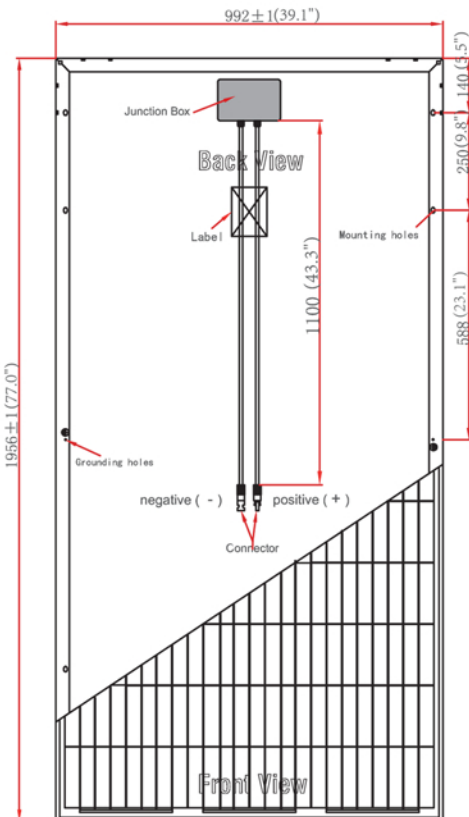 992±1(39.1")
140(5.5")
Junction Box
250(9.8")
Back View
Label
Mounting holes
1100 (43.3")
588(23.1")
1956±1(77.0")
Grounding holes
negative ( - )
positive ( + )
Connector
Front View